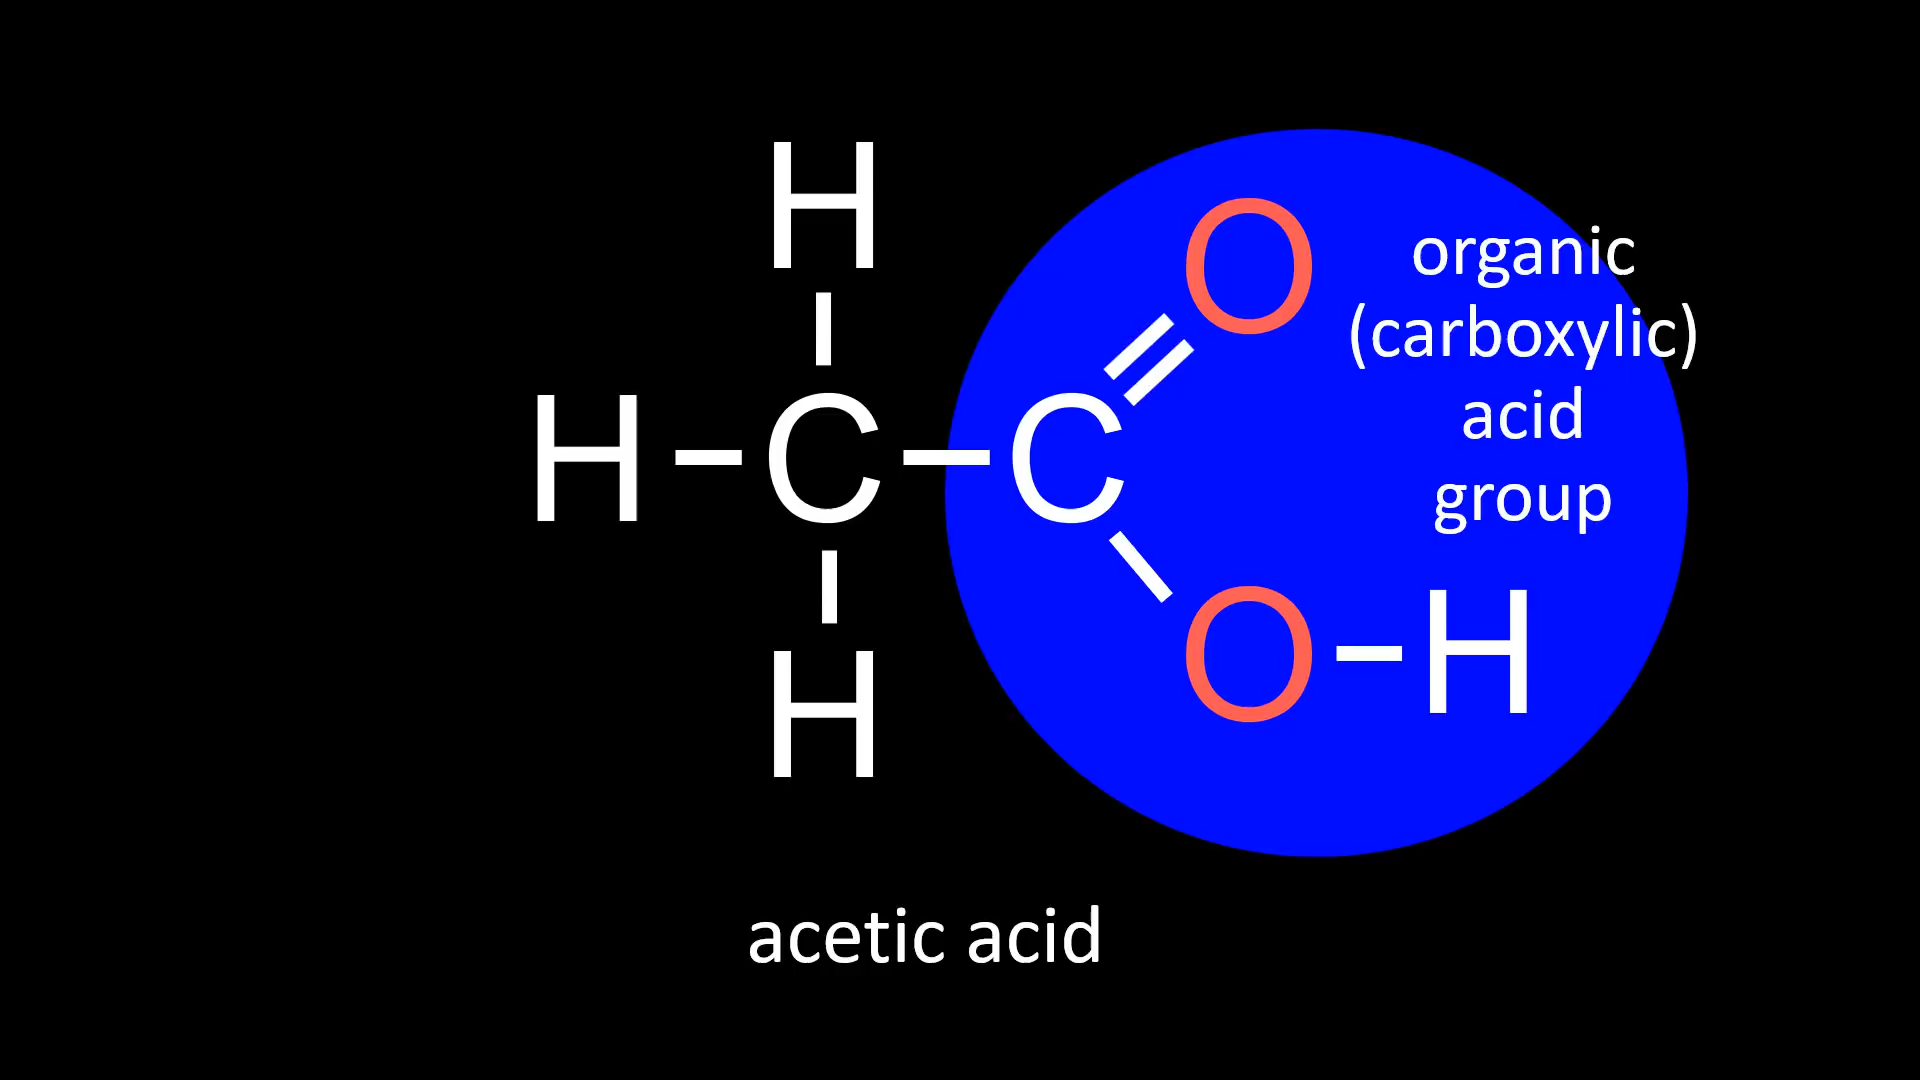 H
O
organic
(carboxylic)
acid
group
H C C
O H
H
acetic acid